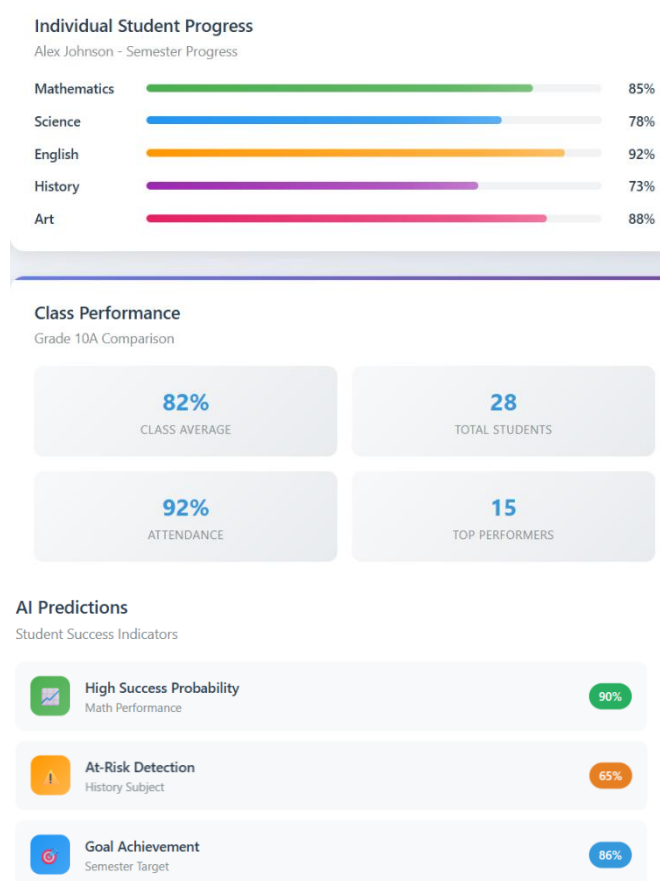 Individual Student Progress
Alex Johnson - Semester Progress
Mathematics 85%
Science 78%
English 92%
History 73%
Art 88%
Class Performance
Grade 10A Comparison
82% 28
CLASS AVERAGE TOTAL STUDENTS
92% 15
ATTENDANCE TOP PERFORMERS
AI Predictions
Student Success Indicators
High Success Probability
Math Performance
90%
At-Risk Detection
History Subject
65%
Goal Achievement
Semester Target
86%